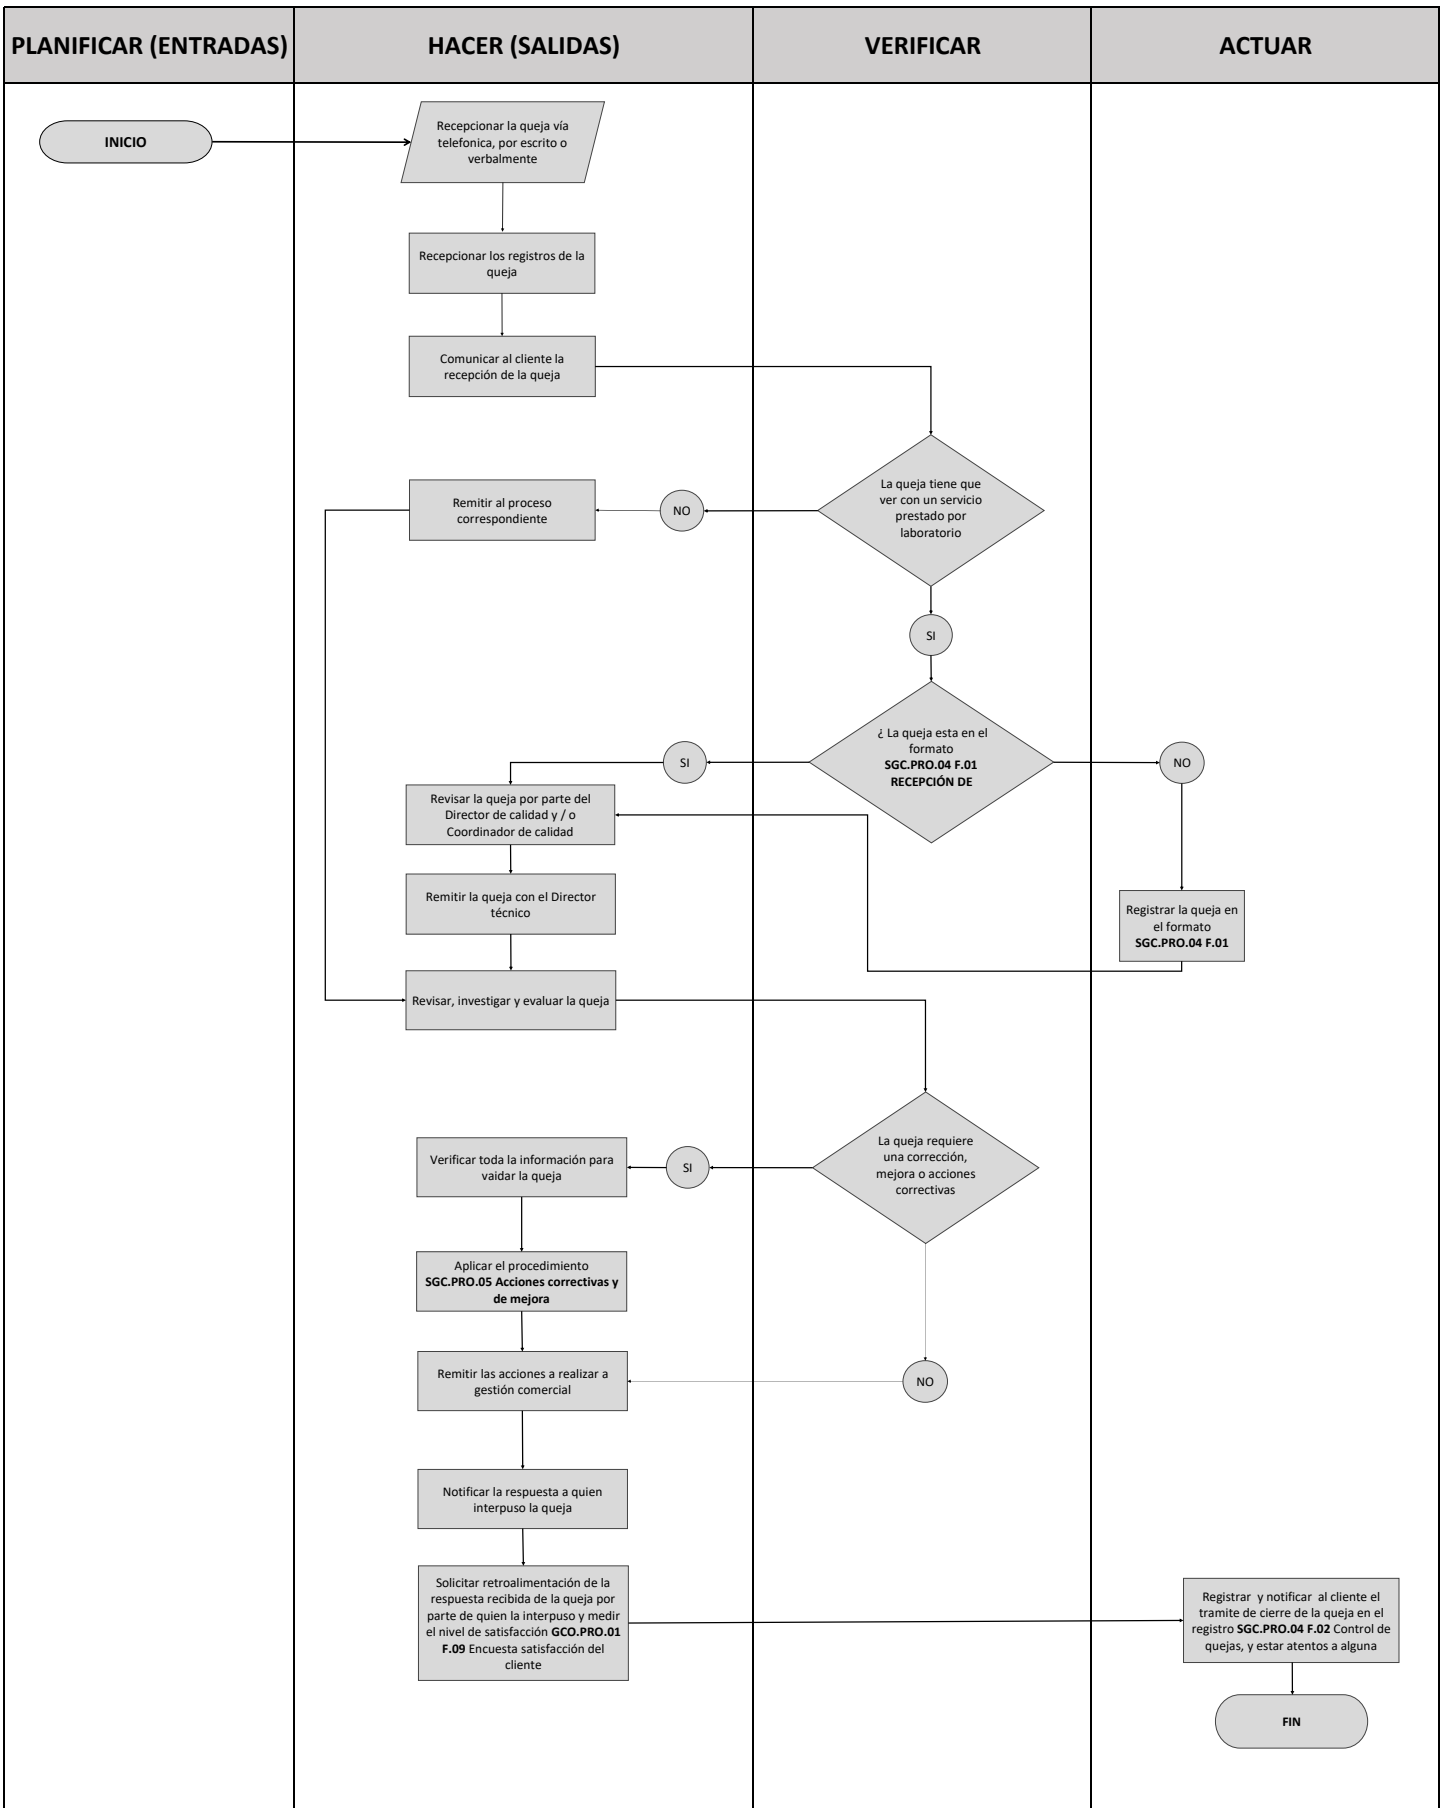 PLANIFICAR (ENTRADAS)
HACER (SALIDAS)
VERIFICAR
ACTUAR
INICIO
Recepcionar la queja vía
telefonica, por escrito o
verbalmente
Recepcionar los registros de la
queja
Comunicar al cliente la
recepción de la queja
La queja tiene que
ver con un servicio
prestado por
laboratorio
NO
Remitir al proceso
correspondiente
SI
¿ La queja esta en el
formato
SGC.PRO.04 F.01
RECEPCIÓN DE
SI
NO
Revisar la queja por parte del
Director de calidad y / o
Coordinador de calidad
Remitir la queja con el Director
técnico
Registrar la queja en
el formato
SGC.PRO.04 F.01
Revisar, investigar y evaluar la queja
La queja requiere
una corrección,
mejora o acciones
correctivas
SI
Verificar toda la información para
vaidar la queja
Aplicar el procedimiento
SGC.PRO.05 Acciones correctivas y
de mejora
Remitir las acciones a realizar a
gestión comercial
NO
Notificar la respuesta a quien
interpuso la queja
Solicitar retroalimentación de la
respuesta recibida de la queja por
parte de quien la interpuso y medir
el nivel de satisfacción GCO.PRO.01
F.09 Encuesta satisfacción del
cliente
Registrar y notificar al cliente el
tramite de cierre de la queja en el
registro SGC.PRO.04 F.02 Control de
quejas, y estar atentos a alguna
FIN